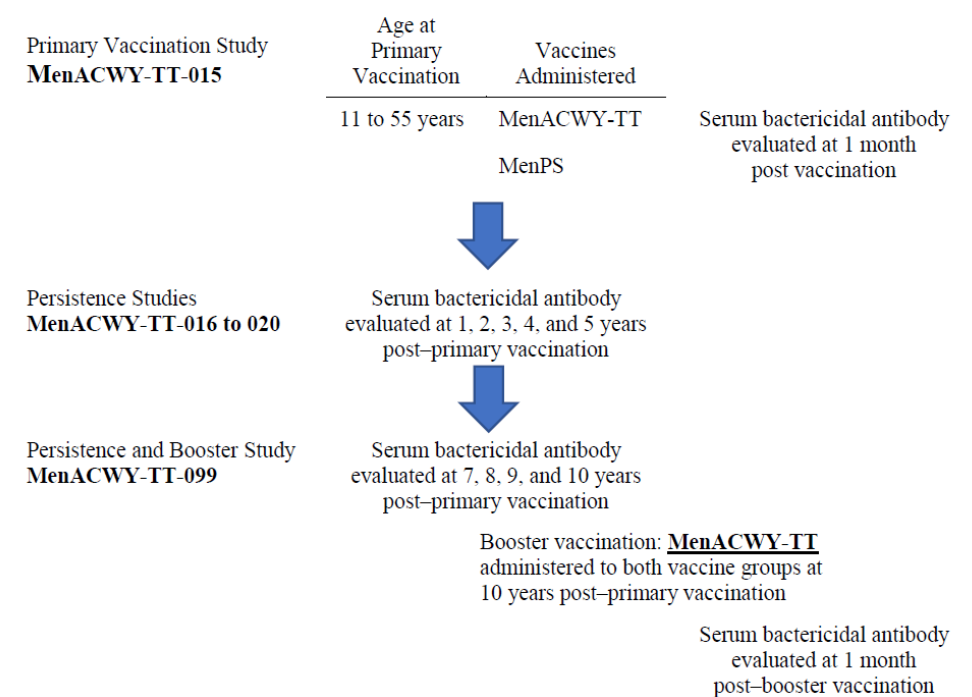 Primary Vaccination Study
MenACWY-TT-015
Age at
Primary
Vaccination
Vaccines
Administered
11 to 55 years
MenACWY-TT
MenPS
Serum bactericidal antibody
evaluated at 1 month
post vaccination
Persistence Studies
MenACWY-TT-016 to 020
Serum bactericidal antibody
evaluated at 1, 2, 3, 4, and 5 years
post–primary vaccination
Persistence and Booster Study
MenACWY-TT-099
Serum bactericidal antibody
evaluated at 7, 8, 9, and 10 years
post–primary vaccination
Booster vaccination: MenACWY-TT
administered to both vaccine groups at
10 years post–primary vaccination
Serum bactericidal antibody
evaluated at 1 month
post–booster vaccination